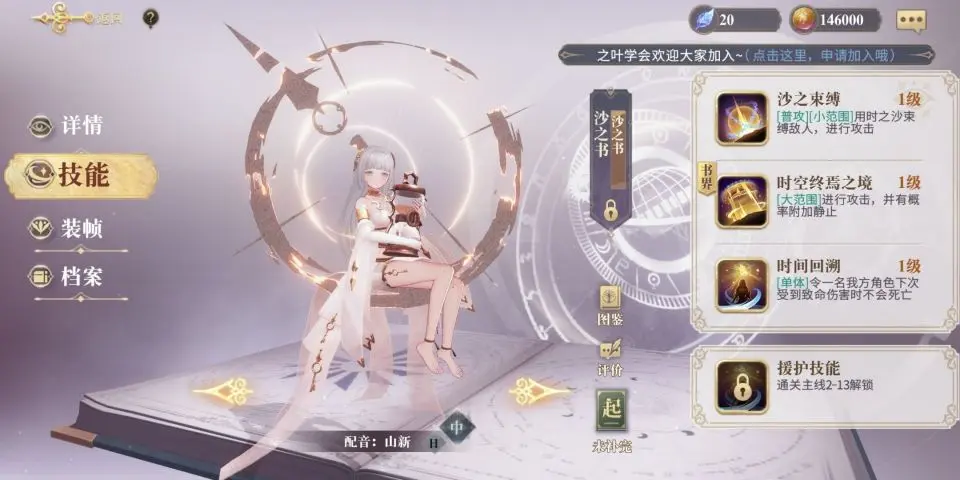 返回
?
20
146000
之叶学会欢迎大家加入~(点击这里，申请加入哦)
详情
技能
装帧
档案
沙之书
沙之书
书界
沙之束缚
1级
[普攻][小范围]用时之沙束
缚敌人，进行攻击
时空终焉之境
1级
[大范围]进行攻击，并有概
率附加静止
时间回溯
1级
[单体]令一名我方角色下次
受到致命伤害时不会死亡
援护技能
通关主线2-13解锁
图鉴
评价
起
未补完
配音：山新
日
中